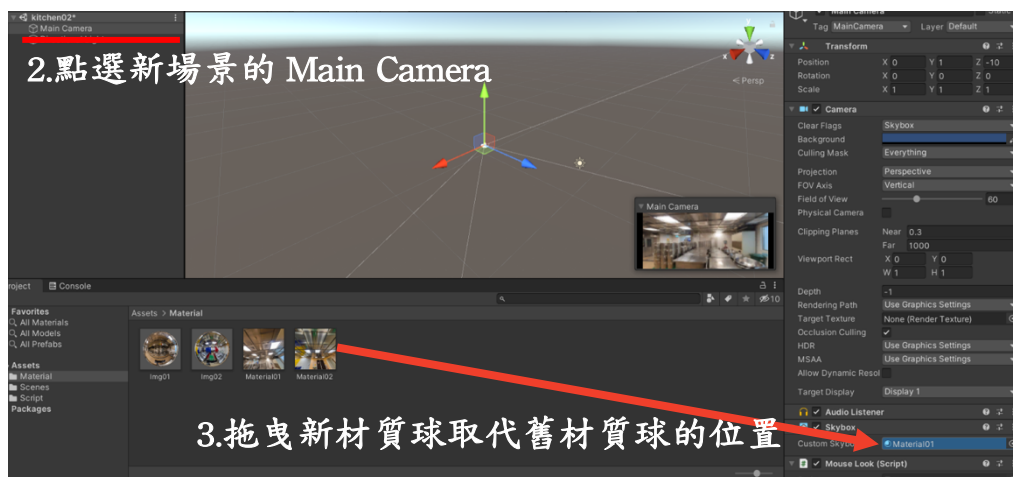 kitchen02*
Main Camera
2.點選新場景的 Main Camera
Persp
x
y
z
Main Camera
Tag MainCamera Layer Default
Transform
Position X 0 Y 1 Z -10
Rotation X 0 Y 0 Z 0
Scale X 1 Y 1 Z 1
Camera
Clear Flags Skybox
Background
Culling Mask Everything
Projection Perspective
FOV Axis Vertical
Field of View 60
Physical Camera
Clipping Planes Near 0.3
Far 1000
Viewport Rect X 0 Y 0
W 1 H 1
Depth -1
Rendering Path Use Graphics Settings
Target Texture None (Render Texture)
Occlusion Culling
HDR Use Graphics Settings
MSAA Use Graphics Settings
Allow Dynamic Resol
Target Display Display 1
Audio Listener
Skybox
Custom Skybo Material01
Mouse Look (Script)
roject Console
10
Favorites
All Materials
All Models
All Prefabs
Assets
Material
Scenes
Script
Packages
Assets > Material
Img01 Img02 Material01 Material02
3.拖曳新材質球取代舊材質球的位置